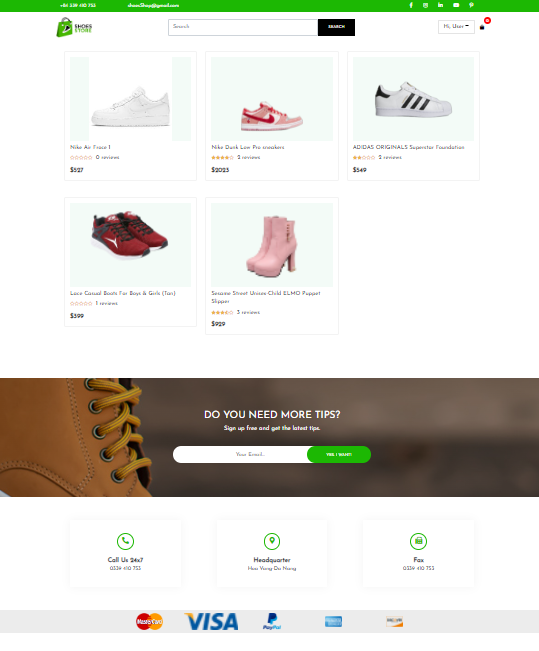 +84 339 410 753
shoesShop@gmail.com
SHOES
STORE
Search
SEARCH
Hi, User
Nike Air Force 1
0 reviews
$527
Nike Dunk Low Pro sneakers
2 reviews
$2023
ADIDAS ORIGINALS Superstar Foundation
2 reviews
$549
Lace Casual Boots For Boys & Girls (Tan)
1 reviews
$399
Sesame Street Unisex Child ELMO Puppet
Slipper
3 reviews
$929
DO YOU NEED MORE TIPS?
Sign up free and get the latest tips.
Your Email...
YES. I WANT!
Call Us 24x7
0339 410 753
Headquarter
Hoa Vang Da Nang
Fax
0339 410 753
MasterCard
VISA
PayPal